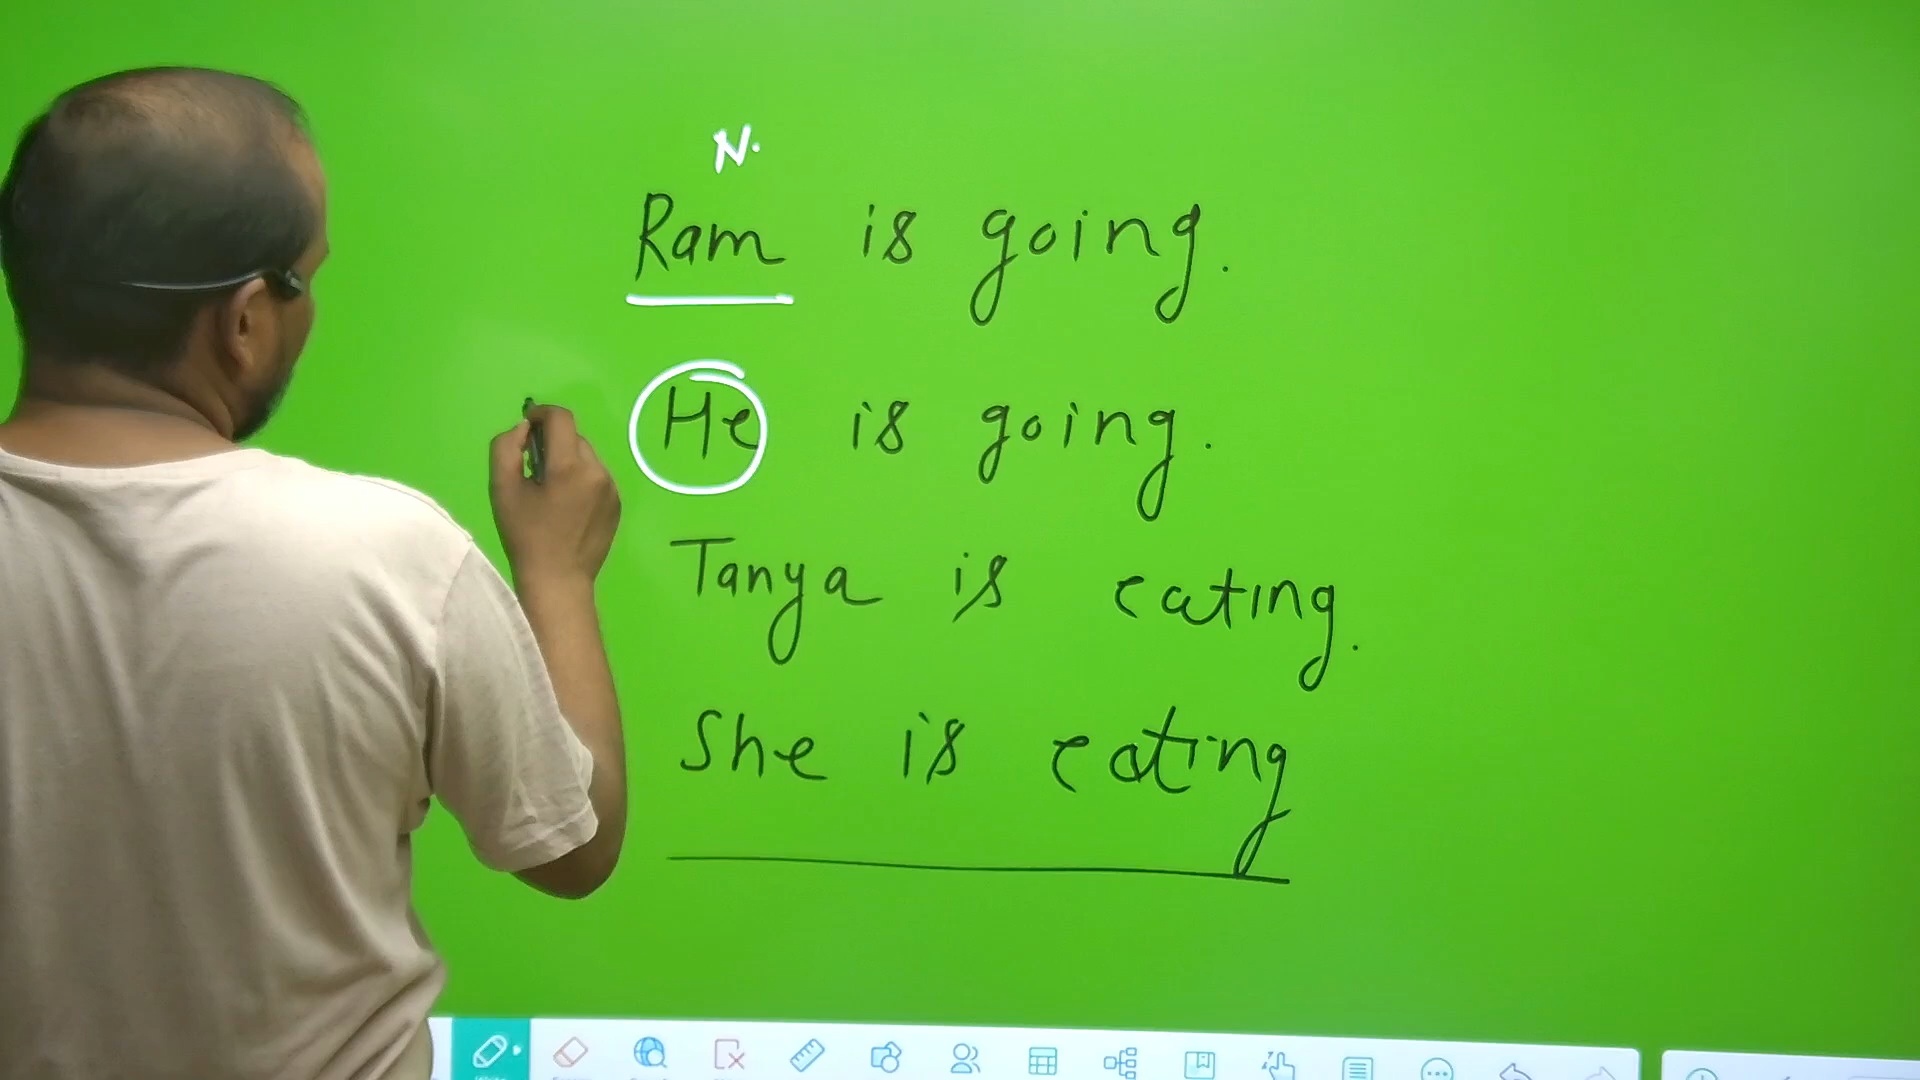 N.
Ram is going.
He is going.
Tanya is eating.
She is eating